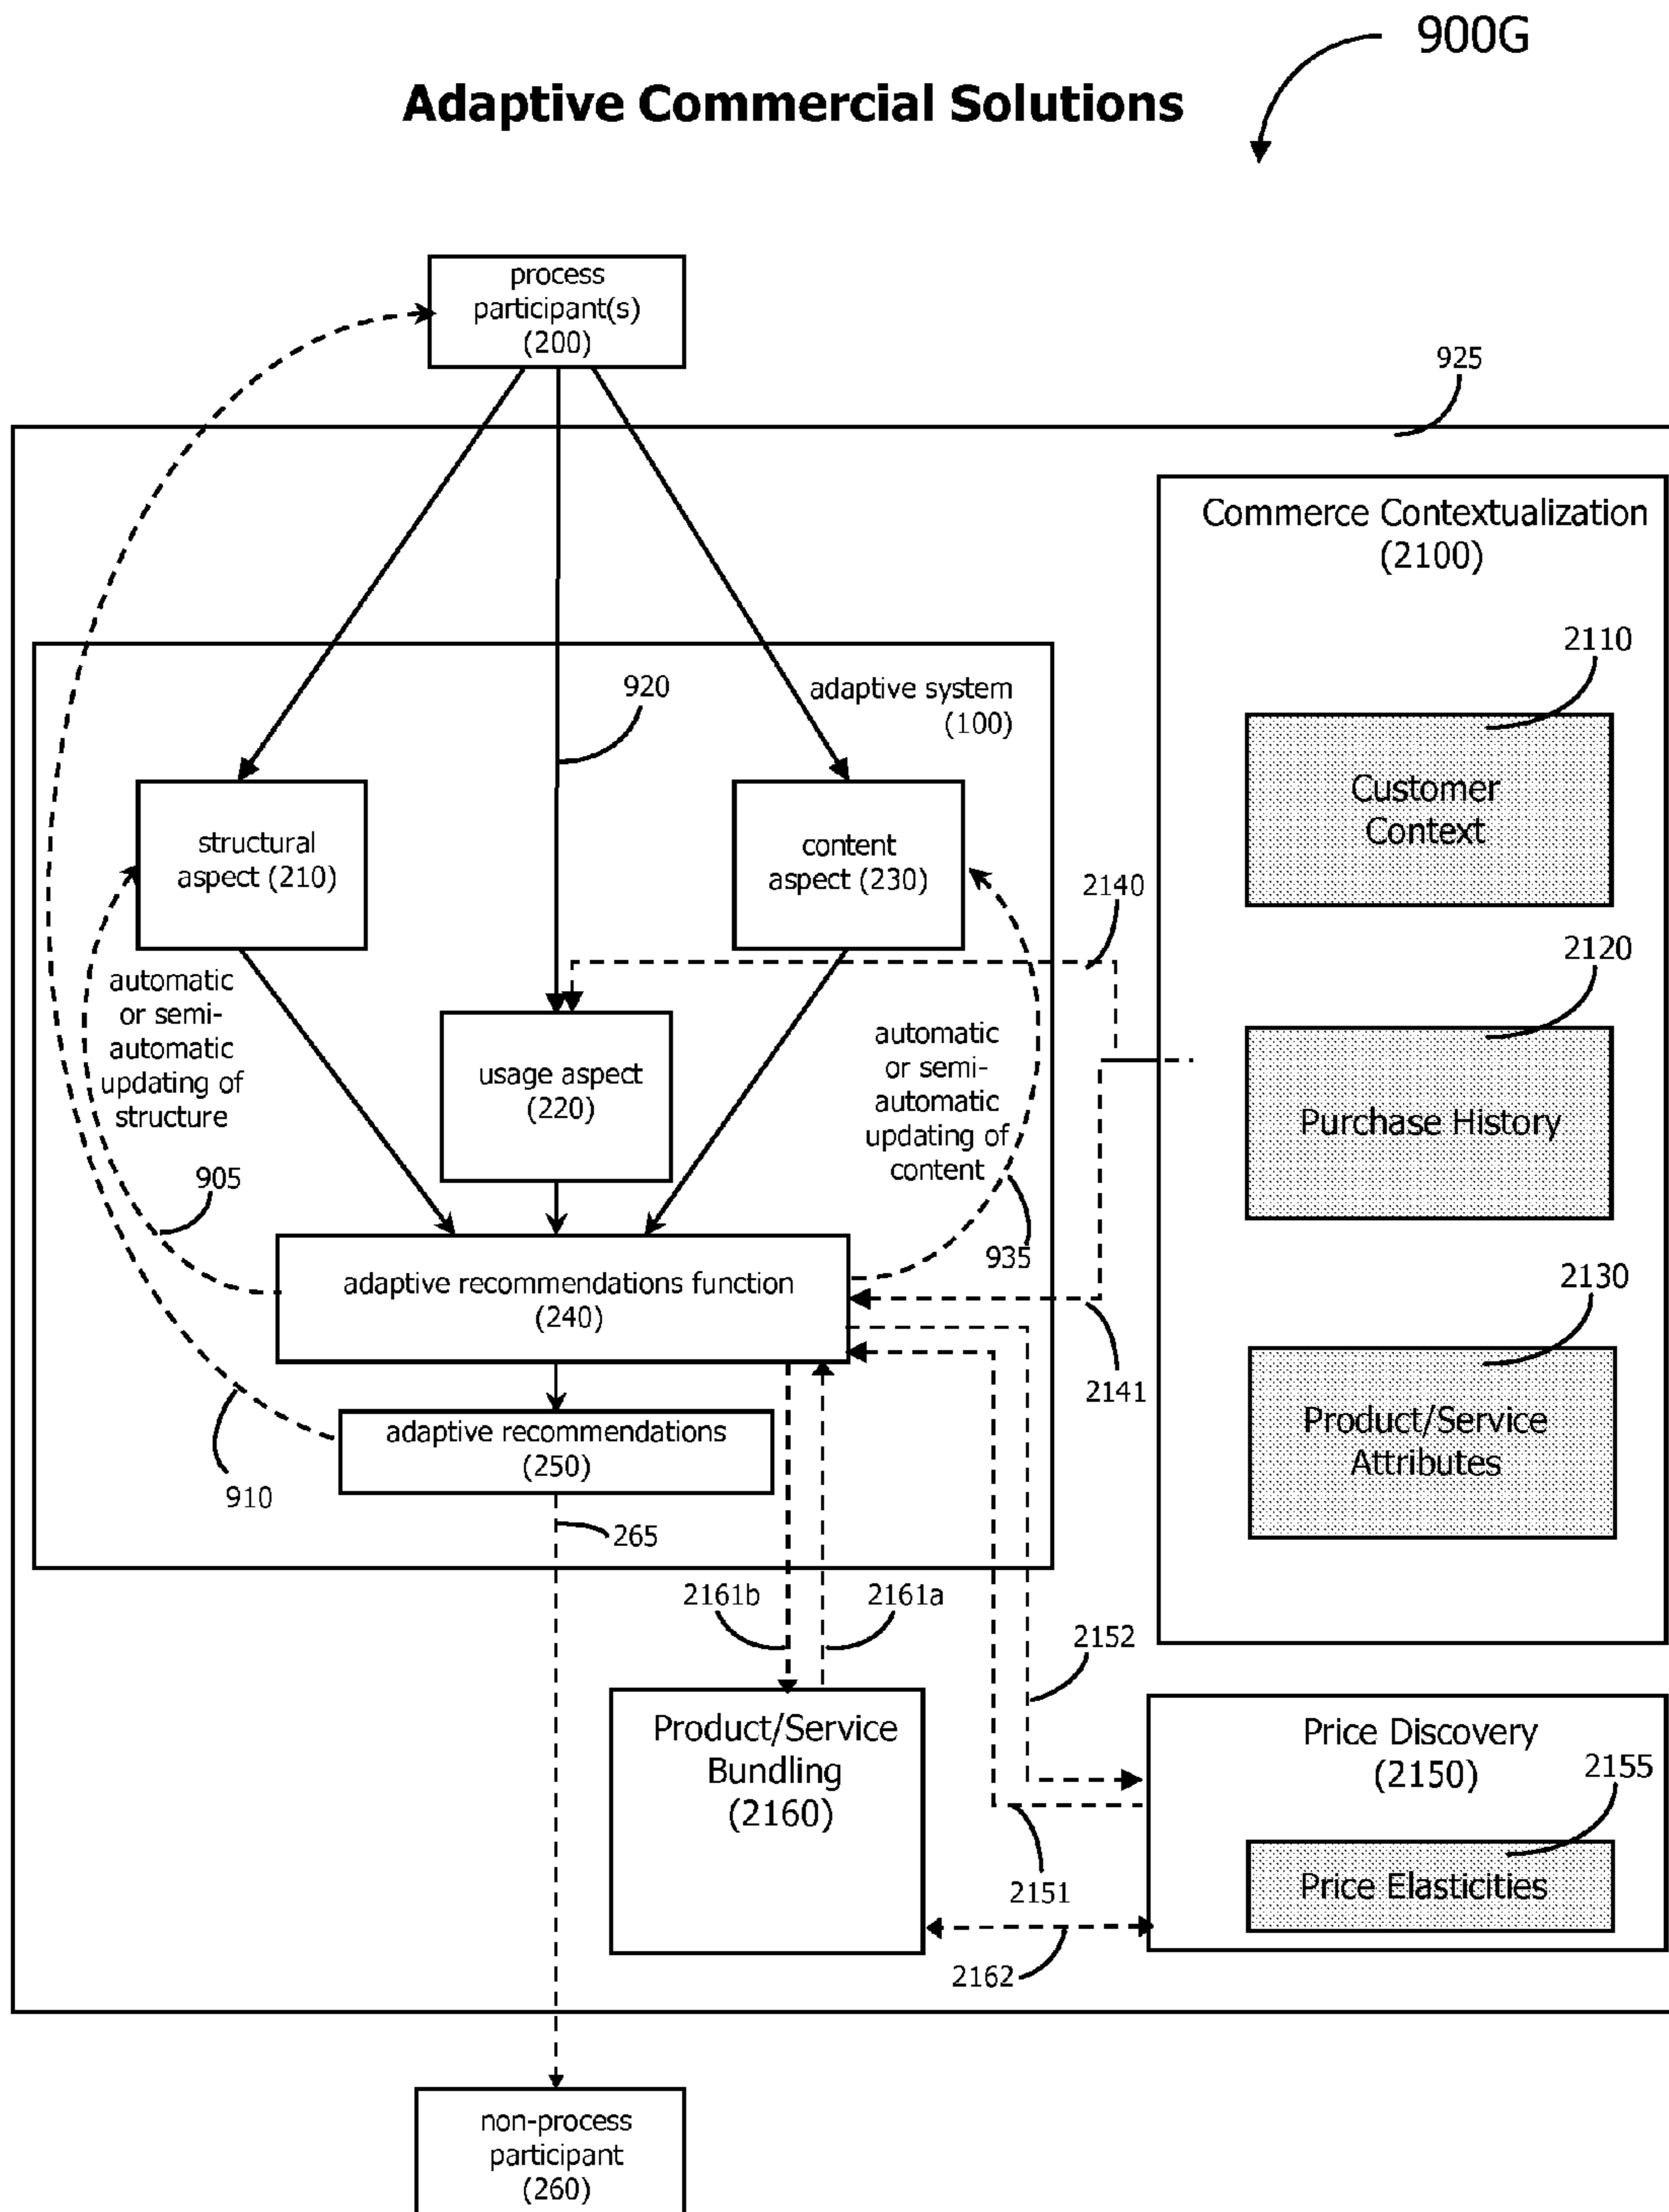 900G
Adaptive Commercial Solutions
process
participant(s)
(200)
925
Commerce Contextualization
(2100)
2110
920
adaptive system
(100)
Customer
Context
structural
aspect (210)
content
aspect (230)
2140
2120
automatic
or semi-
automatic
updating of
structure
usage aspect
(220)
automatic
or semi-
automatic
updating of
content
Purchase History
905
935
2130
adaptive recommendations function
(240)
2141
Product/Service
Attributes
adaptive recommendations
(250)
910
265
2161b
2161a
2152
Product/Service
Bundling
(2160)
Price Discovery
(2150)
2155
2151
Price Elasticities
2162
non-process
participant
(260)